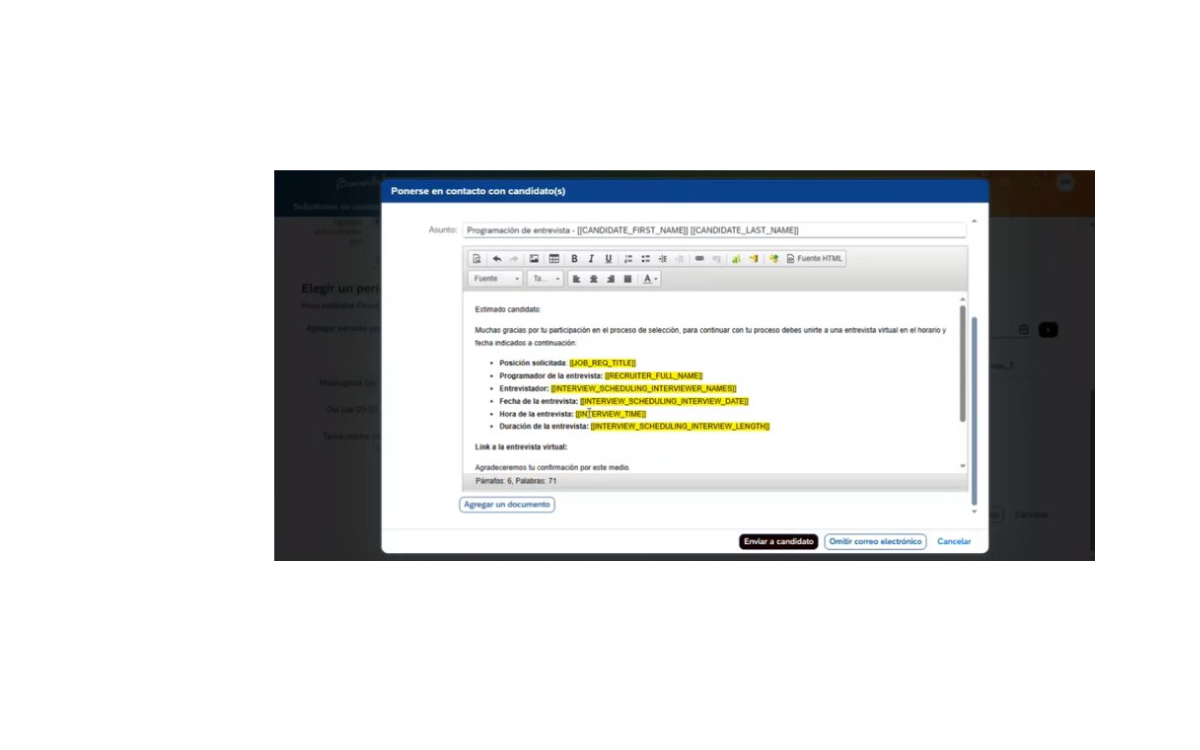 Ponerse en contacto con candidato(s)
Asunto: Programación de entrevista - [[CANDIDATE_FIRST_NAME]] [[CANDIDATE_LAST_NAME]]
Fuente HTML
Fuente Ta...
Estimado candidato:
Muchas gracias por tu participación en el proceso de selección, para continuar con tu proceso debes unirte a una entrevista virtual en el horario y
fecha indicados a continuación:
• Posición solicitada: [[JOB_REQ_TITLE]]
• Programador de la entrevista: [[RECRUITER_FULL_NAME]]
• Entrevistador: [[INTERVIEW_SCHEDULING_INTERVIEWER_NAMES]]
• Fecha de la entrevista: [[INTERVIEW_SCHEDULING_INTERVIEW_DATE]]
• Hora de la entrevista: [[INTERVIEW_TIME]]
• Duración de la entrevista: [[INTERVIEW_SCHEDULING_INTERVIEW_LENGTH]]
Link a la entrevista virtual:
Agradeceremos tu confirmación por este medio.
Párrafos: 6, Palabras: 71
Agregar un documento
Enviar a candidato Omitir correo electrónico Cancelar
Elegir un perí
Cancelar